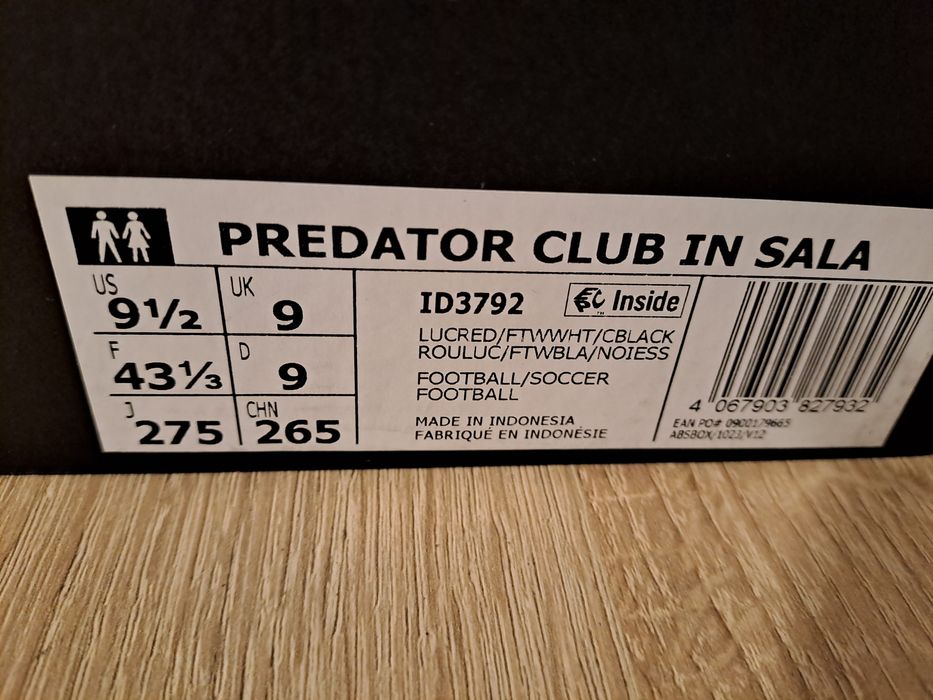 PREDATOR CLUB IN SALA
US 9½
UK 9
F 43⅓
D 9
J 275
CHN 265
ID3792
Inside
LUCRED/FTWWHT/CBLACK
ROULUC/FTWBLA/NOIESS
FOOTBALL/SOCCER
FOOTBALL
MADE IN INDONESIA
FABRIQUÉ EN INDONÉSIE
4 067903 827932
EAN PO# 0900179665
ABSBOX/1023/V12